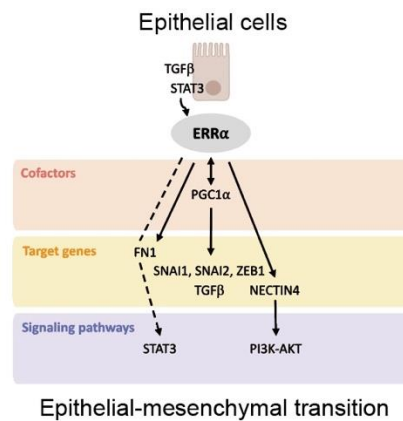 Epithelial cells
TGFβ
STAT3
ERRα
Cofactors
PGC1α
Target genes
FN1
SNAI1, SNAI2, ZEB1
TGFβ
NECTIN4
Signaling pathways
STAT3
PI3K-AKT
Epithelial-mesenchymal transition